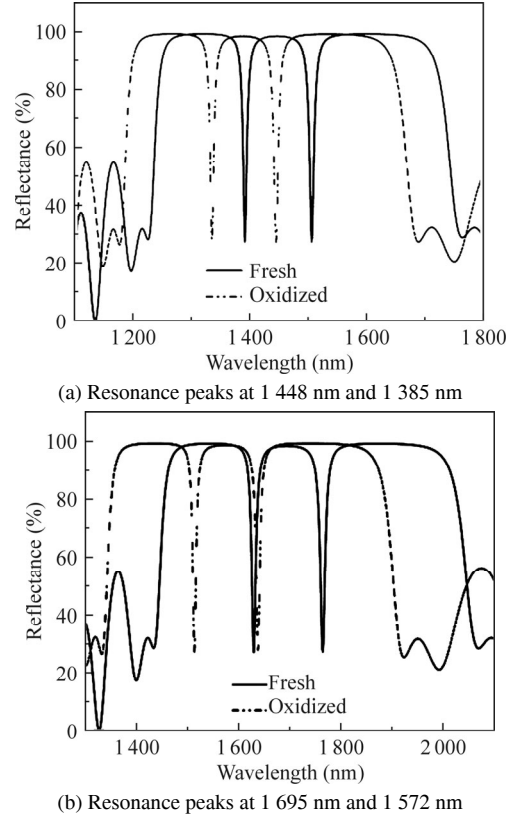 100
80
60
40
20
0
Reflectance (%)
Fresh
Oxidized
1 200
1 400
1 600
1 800
Wavelength (nm)
(a) Resonance peaks at 1 448 nm and 1 385 nm
100
80
60
40
20
0
Reflectance (%)
Fresh
Oxidized
1 400
1 600
1 800
2 000
Wavelength (nm)
(b) Resonance peaks at 1 695 nm and 1 572 nm